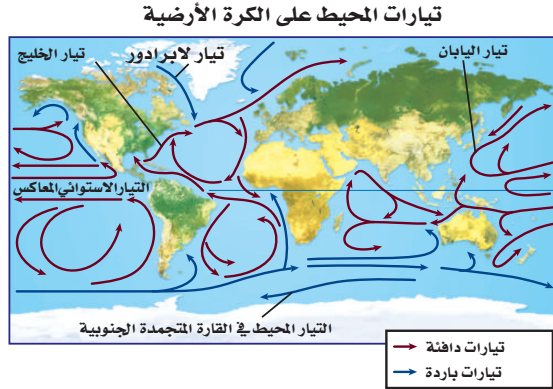 تيارات المحيط على الكرة الأرضية
تيار اليابان
تيار لابرادور
تيار الخليج
التيار الاستوائي المعاكس
التيار المحيط في القارة المتجمدة الجنوبية
تيارات دافئة
تيارات باردة